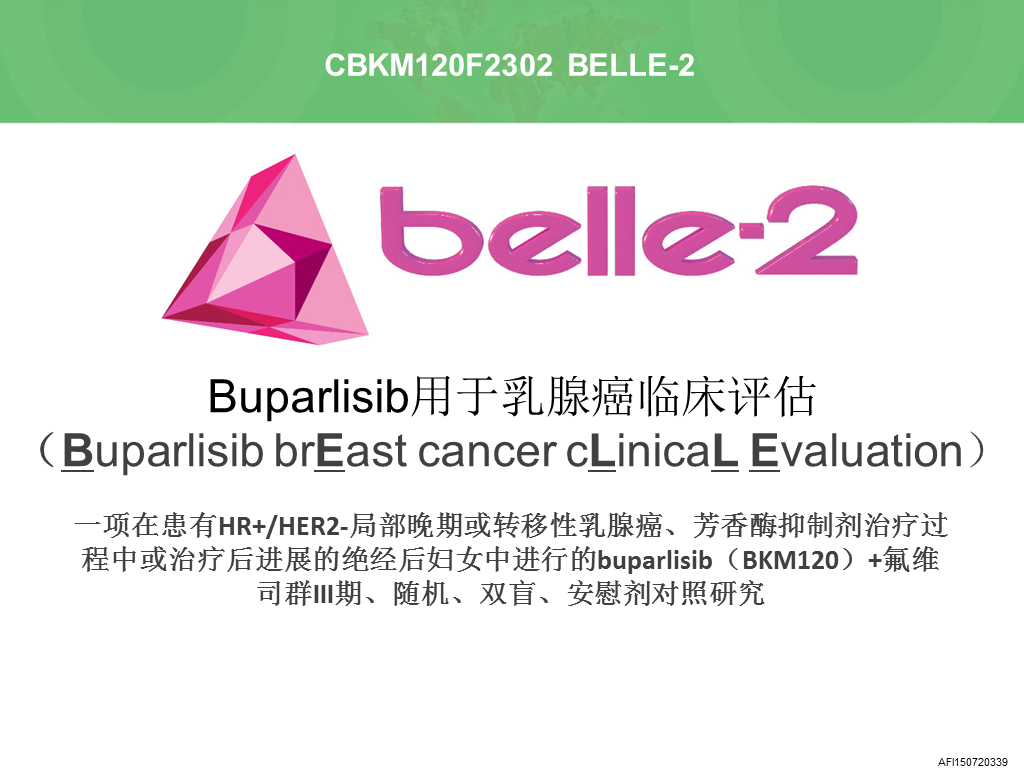 CBKM120F2302 BELLE-2
belle-2
Buparlisib用于乳腺癌临床评估
（Buparlisib brEast cancer cLinicaL Evaluation）
一项在患有HR+/HER2-局部晚期或转移性乳腺癌、芳香酶抑制剂治疗过
程中或治疗后进展的绝经后妇女中进行的buparlisib（BKM120）+氟维
司群III期、随机、双盲、安慰剂对照研究
AFI150720339